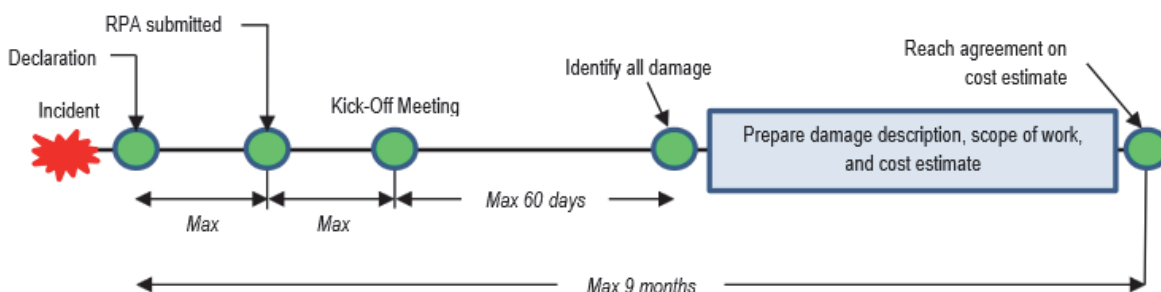 RPA submitted
Declaration
Incident
Kick-Off Meeting
Identify all damage
Reach agreement on
cost estimate
Prepare damage description, scope of work,
and cost estimate
Max
Max
Max 60 days
Max 9 months